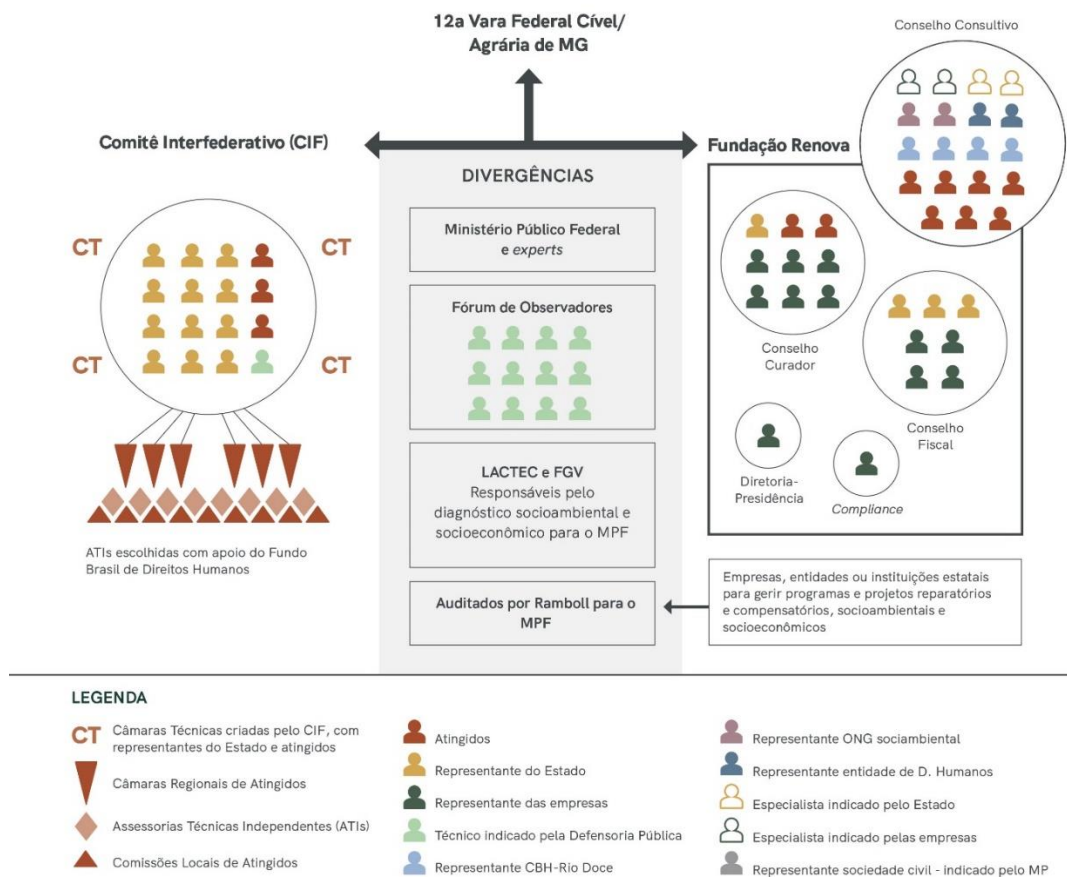 12a Vara Federal Cível/
Agrária de MG
Conselho Consultivo
Comitê Interfederativo (CIF)
Fundação Renova
DIVERGÊNCIAS
Ministério Público Federal
e experts
Fórum de Observadores
LACTEC e FGV
Responsáveis pelo
diagnóstico socioambiental e
socioeconômico para o MPF
Auditados por Ramboll para o
MPF
CT
CT
CT
CT
ATIs escolhidas com apoio do Fundo
Brasil de Direitos Humanos
Conselho
Curador
Conselho
Fiscal
Diretoria-
Presidência
Compliance
Empresas, entidades ou instituições estatais
para gerir programas e projetos reparatórios
e compensatórios, socioambientais e
socioeconômicos
LEGENDA
CT
Câmaras Técnicas criadas pelo CIF, com
representantes do Estado e atingidos
Câmaras Regionais de Atingidos
Assessorias Técnicas Independentes (ATIs)
Comissões Locais de Atingidos
Atingidos
Representante do Estado
Representante das empresas
Técnico indicado pela Defensoria Pública
Representante CBH-Rio Doce
Representante ONG sociambiental
Representante entidade de D. Humanos
Especialista indicado pelo Estado
Especialista indicado pelas empresas
Representante sociedade civil - indicado pelo MP